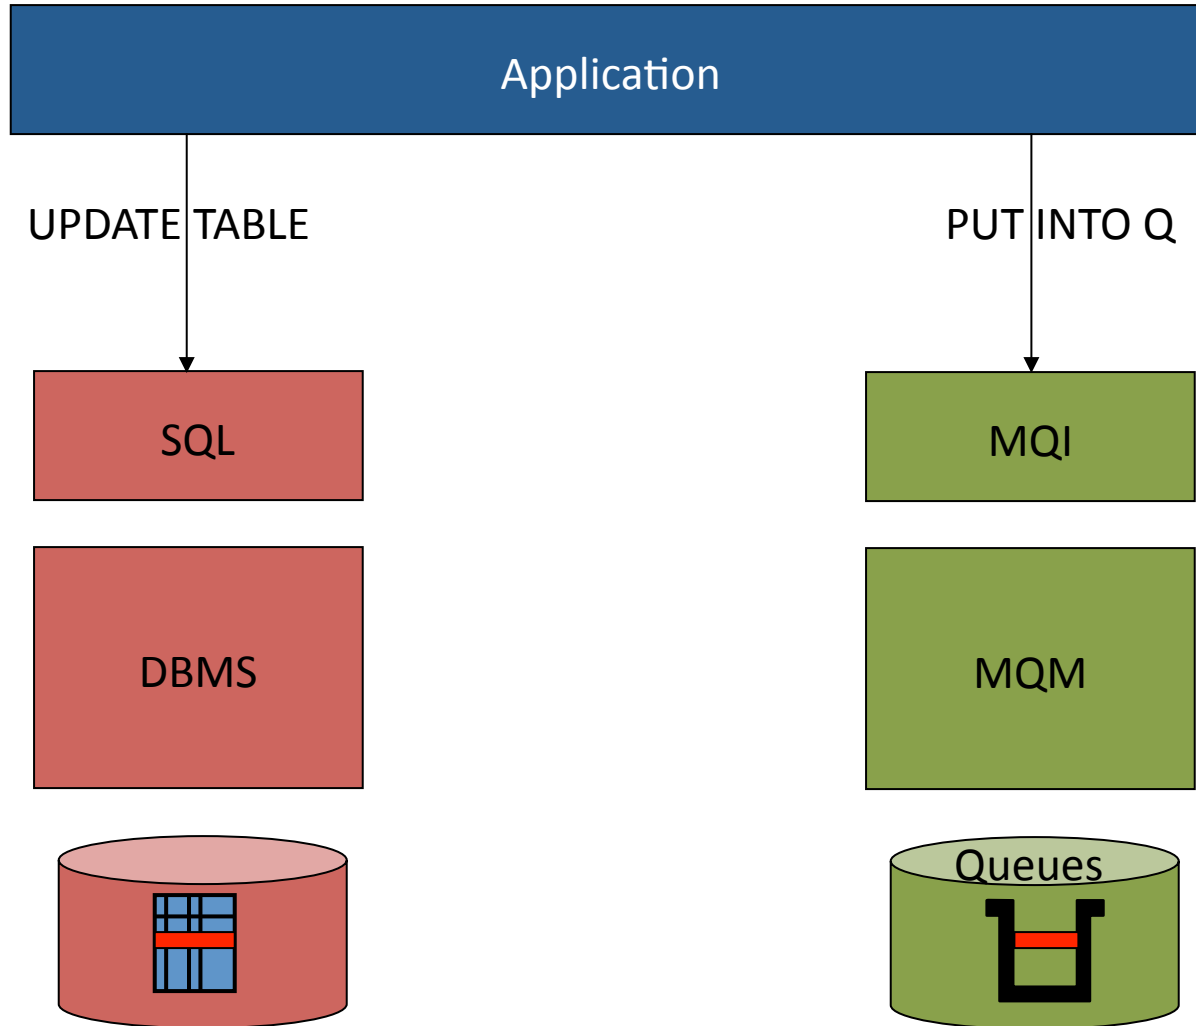 Application
UPDATE TABLE
PUT INTO Q
SQL
MQI
DBMS
MQM
Queues